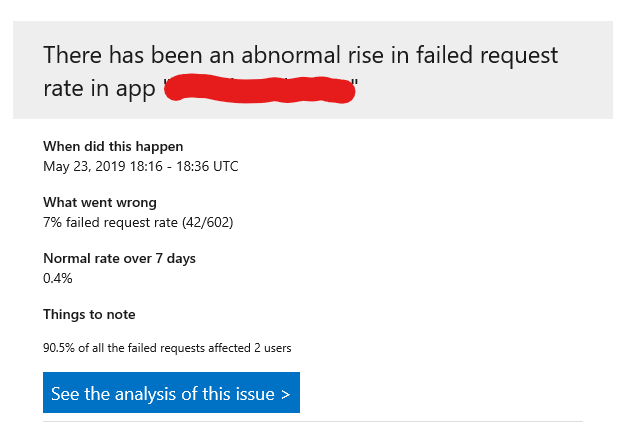 There has been an abnormal rise in failed request
rate in app " "
When did this happen
May 23, 2019 18:16 - 18:36 UTC
What went wrong
7% failed request rate (42/602)
Normal rate over 7 days
0.4%
Things to note
90.5% of all the failed requests affected 2 users
See the analysis of this issue >